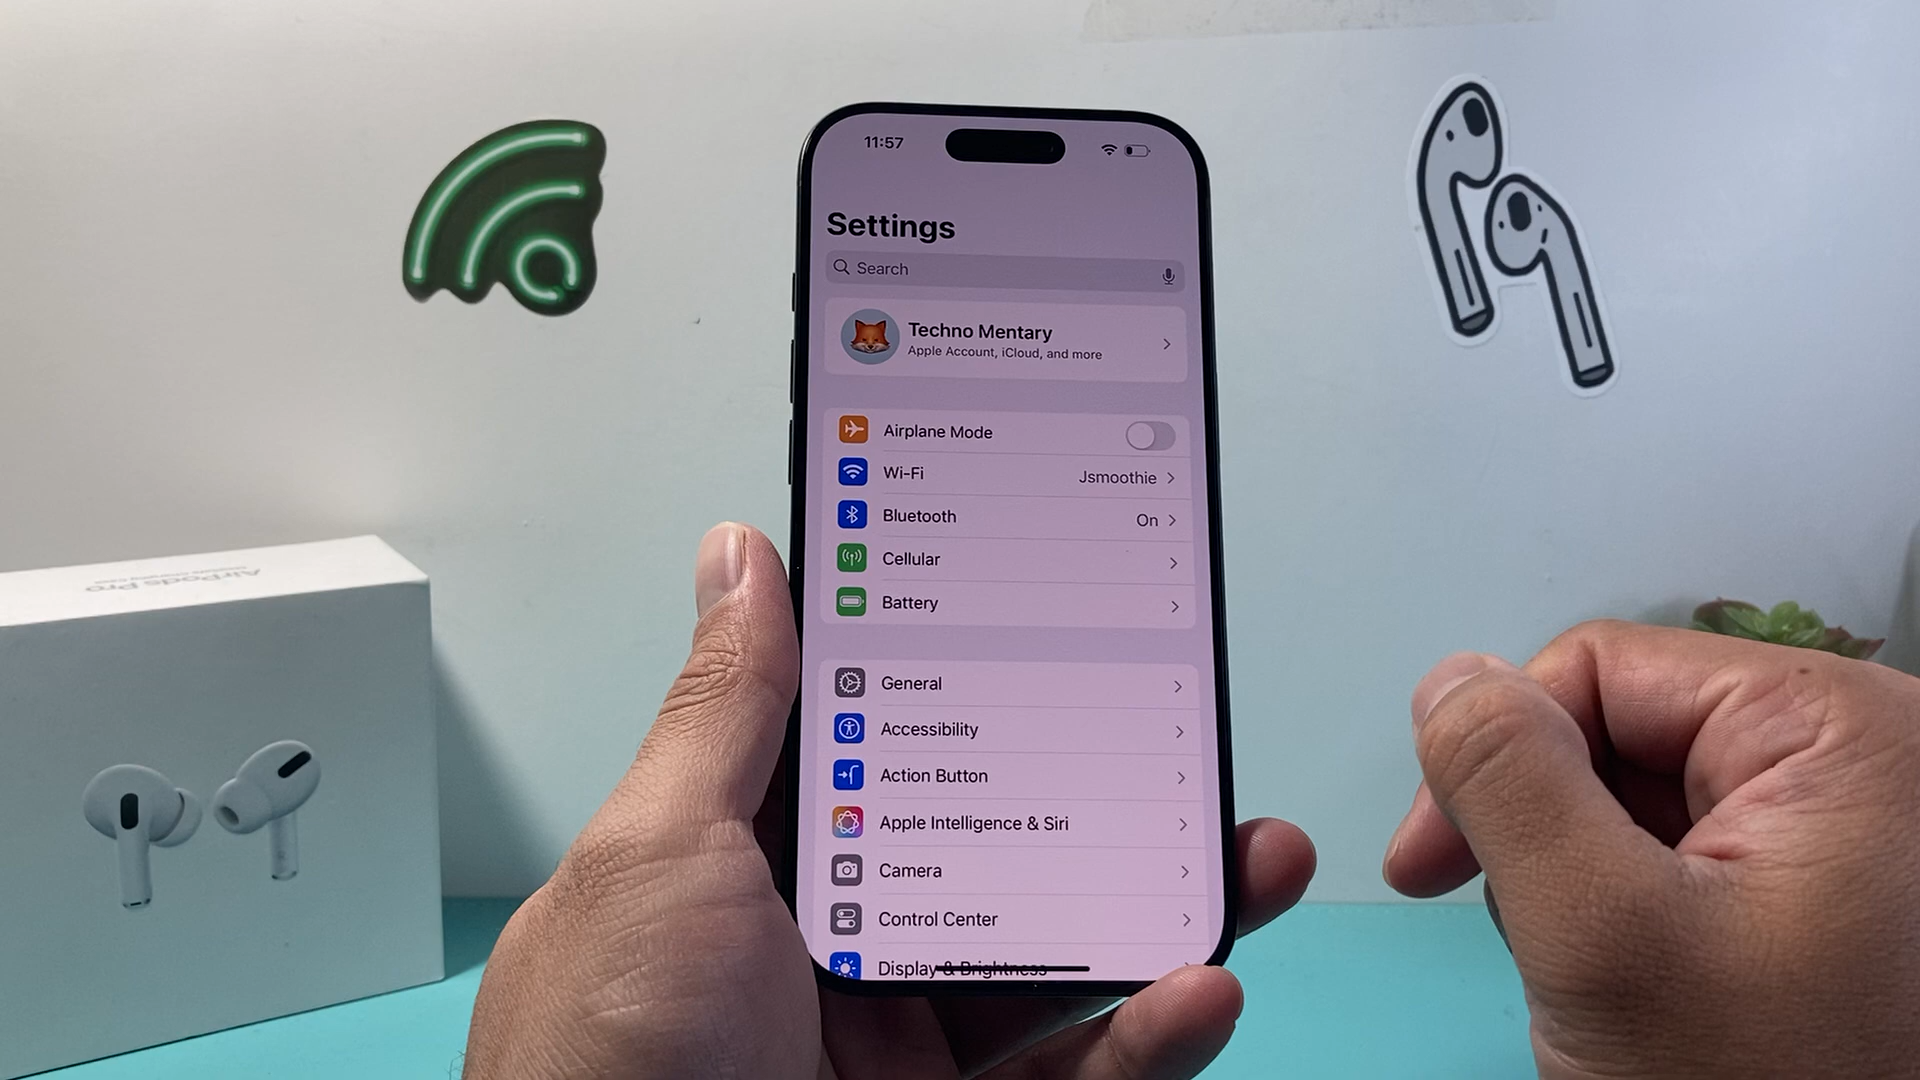 11:57
Settings
Search
Techno Mentary
Apple Account, iCloud, and more
Airplane Mode
Wi-Fi Jsmoothie
Bluetooth On
Cellular
Battery
General
Accessibility
Action Button
Apple Intelligence & Siri
Camera
Control Center
Display & Brightness
AirPods Pro